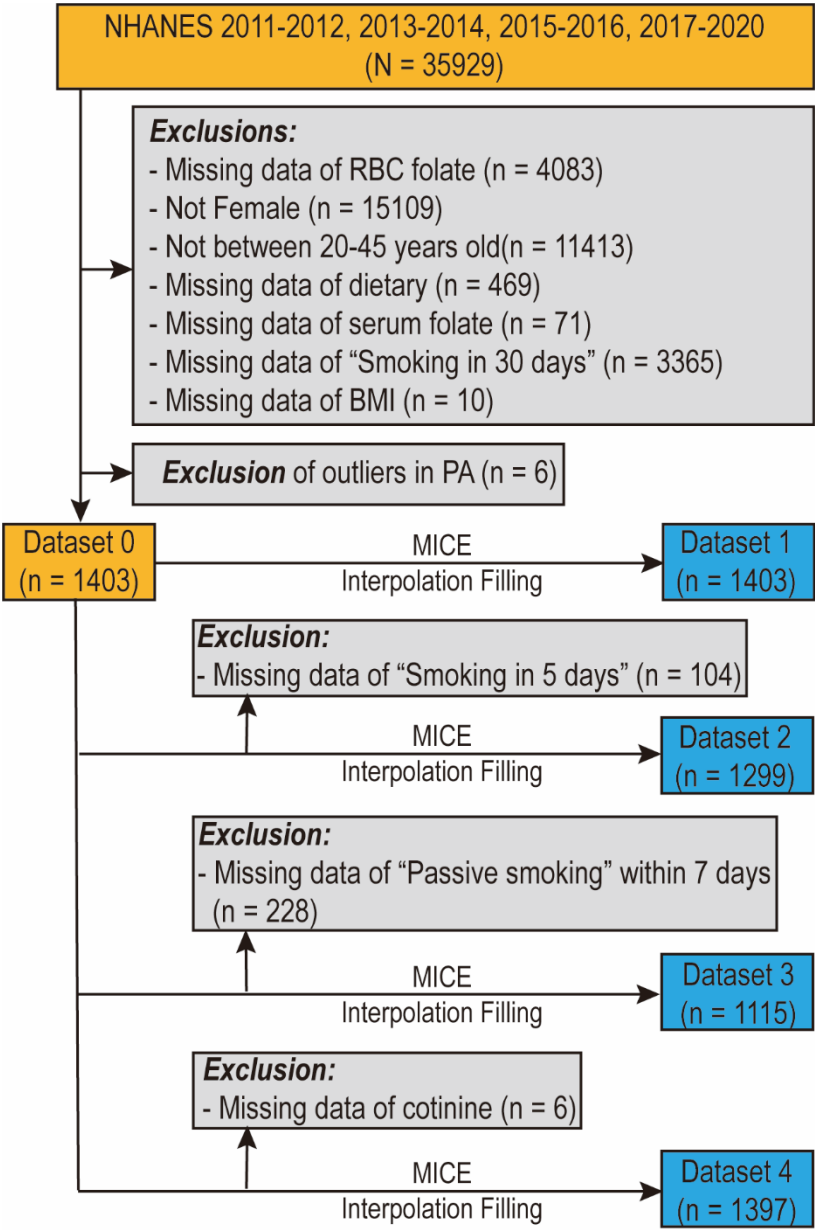 NHANES 2011-2012, 2013-2014, 2015-2016, 2017-2020
(N = 35929)
Exclusions:
- Missing data of RBC folate (n = 4083)
- Not Female (n = 15109)
- Not between 20-45 years old(n = 11413)
- Missing data of dietary (n = 469)
- Missing data of serum folate (n = 71)
- Missing data of “Smoking in 30 days” (n = 3365)
- Missing data of BMI (n = 10)
Exclusion of outliers in PA (n = 6)
Dataset 0
(n = 1403)
MICE
Interpolation Filling
Dataset 1
(n = 1403)
Exclusion:
- Missing data of “Smoking in 5 days” (n = 104)
MICE
Interpolation Filling
Dataset 2
(n = 1299)
Exclusion:
- Missing data of “Passive smoking” within 7 days
(n = 228)
MICE
Interpolation Filling
Dataset 3
(n = 1115)
Exclusion:
- Missing data of cotinine (n = 6)
MICE
Interpolation Filling
Dataset 4
(n = 1397)